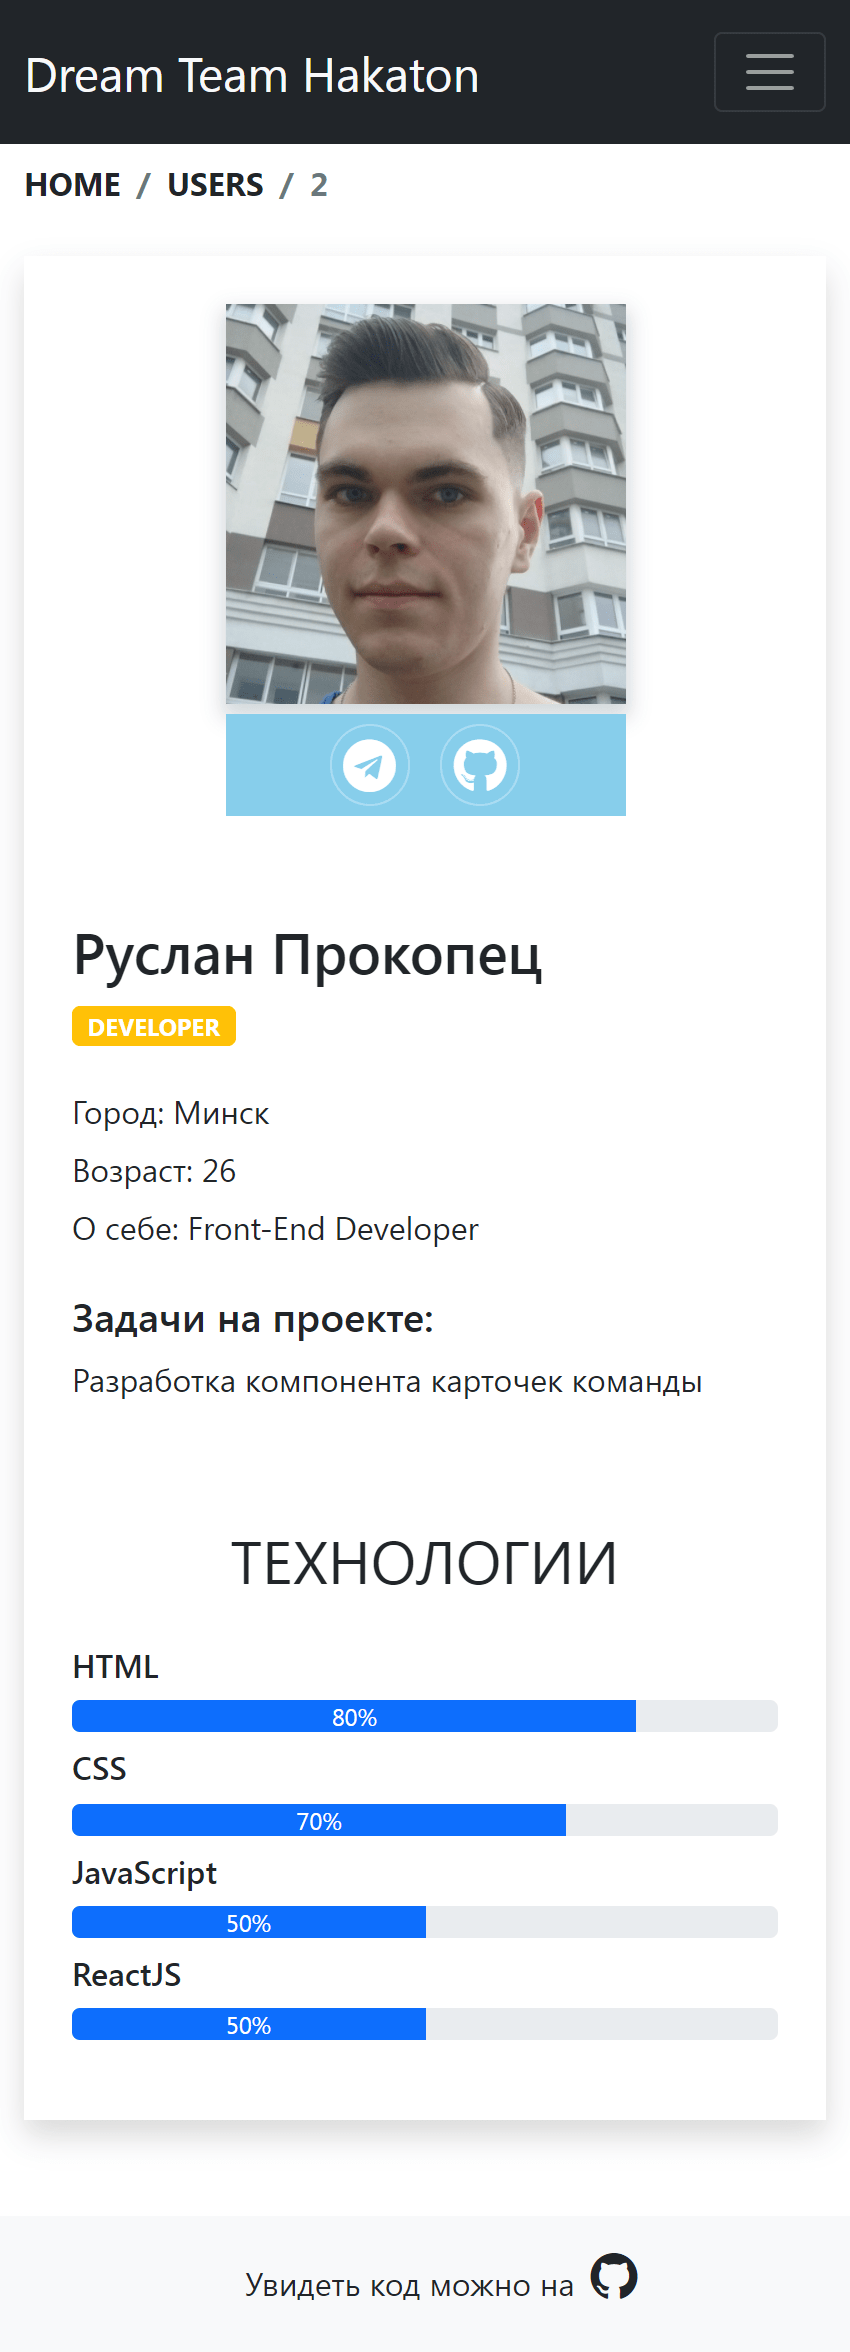 Dream Team Hakaton
HOME / USERS / 2
Руслан Прокопец
DEVELOPER
Город: Минск
Возраст: 26
О себе: Front-End Developer
Задачи на проекте:
Разработка компонента карточек команды
ТЕХНОЛОГИИ
HTML
80%
CSS
70%
JavaScript
50%
ReactJS
50%
Увидеть код можно на